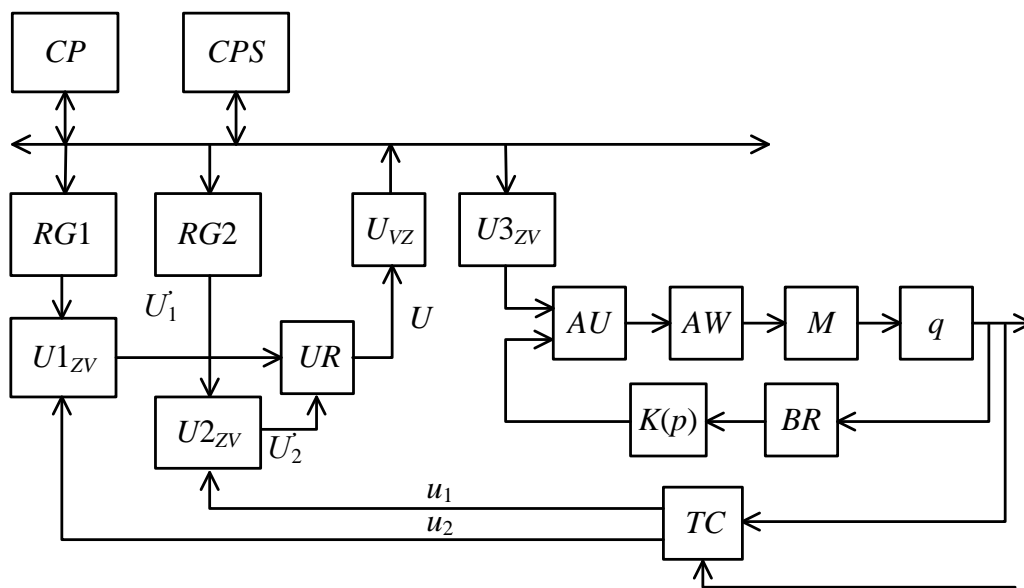 CP CPS
RG1 RG2 U_VZ U3_ZV
U'_1 U
AU AW M q
U1_ZV UR
K(p) BR
U2_ZV U'_2
u_1
u_2 TC